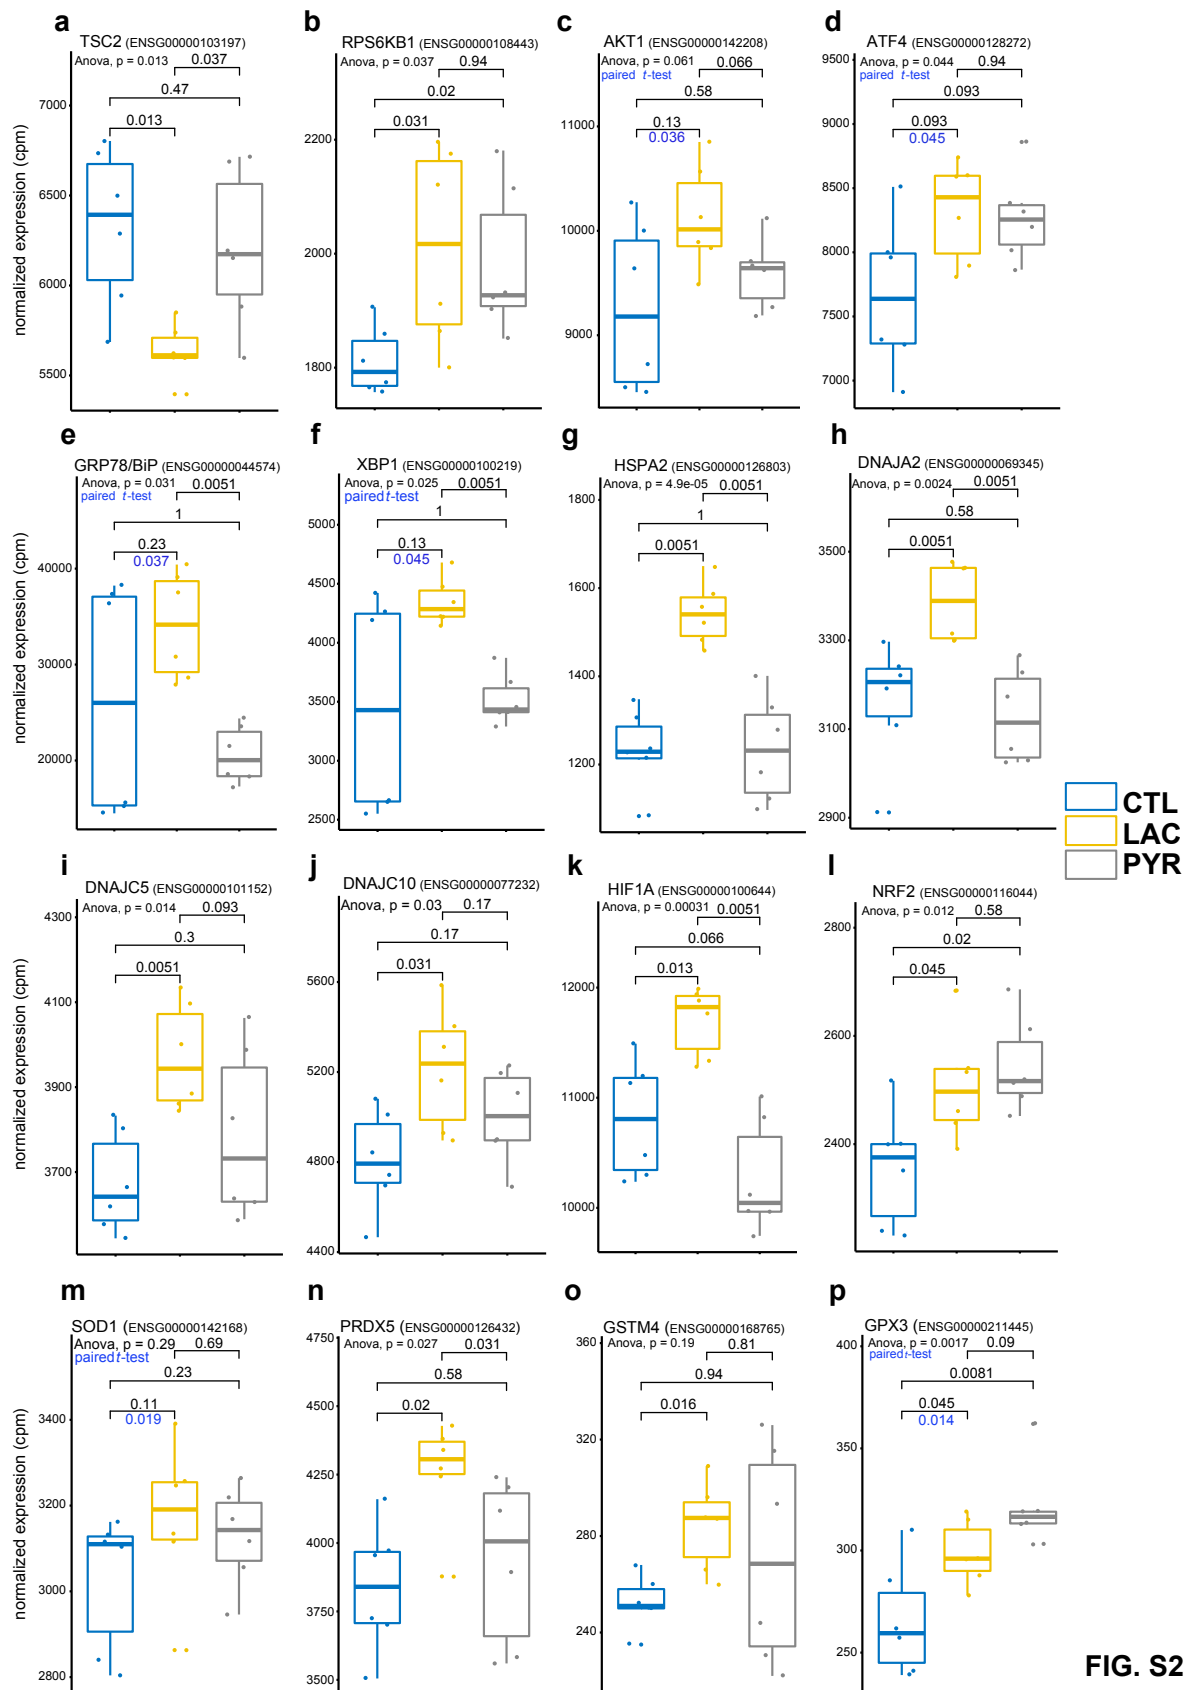 a
TSC2 (ENSG00000103197)
Anova, p = 0.013
0.037
0.47
0.013
normalized expression (cpm)
7000
6500
6000
5500
b
RPS6KB1 (ENSG00000108443)
Anova, p = 0.037
0.94
0.02
0.031
2200
2000
1800
c
AKT1 (ENSG00000142208)
Anova, p = 0.061
paired t-test
0.066
0.58
0.13
0.036
11000
10000
9000
d
ATF4 (ENSG00000128272)
Anova, p = 0.044
0.94
0.093
0.093
0.045
9500
9000
8500
8000
7500
7000
e
GRP78/BiP (ENSG00000044574)
Anova, p = 0.031
paired t-test
0.0051
1
0.23
0.037
normalized expression (cpm)
40000
30000
20000
f
XBP1 (ENSG00000100219)
Anova, p = 0.025
paired t-test
0.0051
1
0.13
0.045
5000
4500
4000
3500
3000
2500
g
HSPA2 (ENSG00000126803)
Anova, p = 4.9e-05
0.0051
1
0.0051
1800
1600
1400
1200
h
DNAJA2 (ENSG00000069345)
Anova, p = 0.0024
0.0051
0.58
0.0051
3500
3300
3100
2900
CTL
LAC
PYR
i
DNAJC5 (ENSG00000101152)
Anova, p = 0.014
0.093
0.3
0.0051
normalized expression (cpm)
4300
4100
3900
3700
j
DNAJC10 (ENSG00000077232)
Anova, p = 0.03
0.17
0.17
0.031
5600
5200
4800
4400
k
HIF1A (ENSG00000100644)
Anova, p = 0.00031
0.0051
0.066
0.013
12000
11000
10000
l
NRF2 (ENSG00000116044)
Anova, p = 0.012
0.58
0.02
0.045
2800
2600
2400
m
SOD1 (ENSG00000142168)
Anova, p = 0.29
paired t-test
0.69
0.23
0.11
0.019
normalized expression (cpm)
3400
3200
3000
2800
n
PRDX5 (ENSG00000126432)
Anova, p = 0.027
0.031
0.58
0.02
4750
4500
4250
4000
3750
3500
o
GSTM4 (ENSG00000168765)
Anova, p = 0.19
0.81
0.94
0.016
360
320
280
240
p
GPX3 (ENSG00000211445)
Anova, p = 0.0017
paired t-test
0.09
0.0081
0.045
0.014
400
350
300
250
FIG. S2